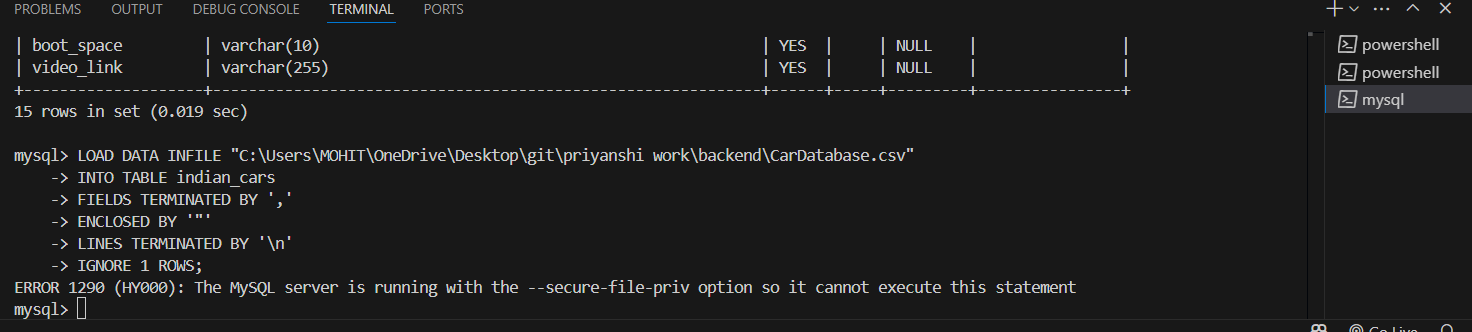 PROBLEMS OUTPUT DEBUG CONSOLE TERMINAL PORTS
| boot_space | varchar(10) | YES | | NULL | |
| video_link | varchar(255) | YES | | NULL | |
+-------------------+----------------------------------------------------------+------+-----+---------+---------------+
15 rows in set (0.019 sec)
mysql> LOAD DATA INFILE "C:\Users\MOHIT\OneDrive\Desktop\git\priyanshi work\backend\CarDatabase.csv"
-> INTO TABLE indian_cars
-> FIELDS TERMINATED BY ','
-> ENCLOSED BY '"'
-> LINES TERMINATED BY '\n'
-> IGNORE 1 ROWS;
ERROR 1290 (HY000): The MySQL server is running with the --secure-file-priv option so it cannot execute this statement
mysql>
powershell
powershell
mysql
Go Live